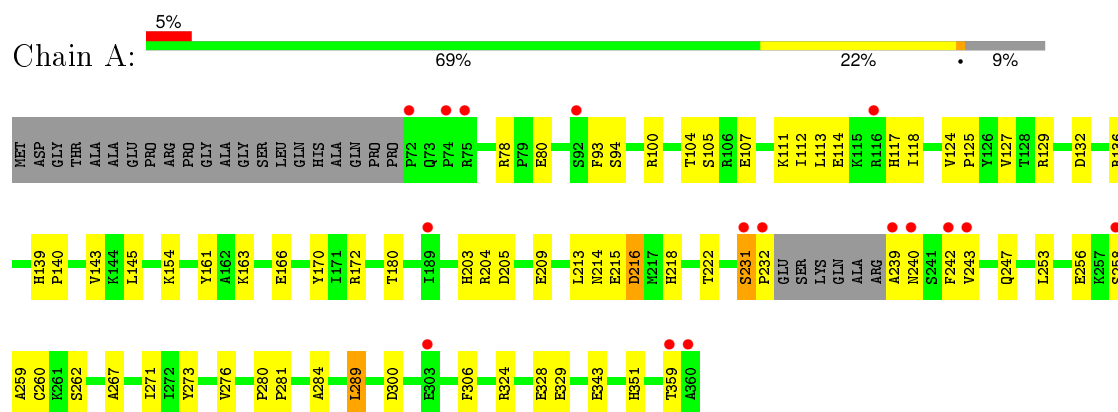 Chain A:
5%
69%
22%
•
9%
MET ASP GLY THR ALA ALA GLU PRO ARG PRO GLY ALA GLY SER LEU GLN HIS ALA GLN PRO PRO P72 Q73 P74 R75 R78 P79 E80 S92 F93 S94 R100 T104 S105 R106 E107 K111 I112 L113 E114 K115 R116 H117 I118 V124 P125 Y126 V127 T128 R129 D132 R136
H139 P140 V143 K144 L145 K154 Y161 A162 K163 E166 Y170 I171 R172 T180 I189 H203 R204 D205 E209 L213 N214 E215 D216 M217 H218 T222 S231 P232 GLU SER LYS GLN ALA ARG A239 N240 S241 F242 V243 Q247 L253 E256 K257 S258
A259 C260 K261 S262 A267 I271 I272 Y273 V276 P280 P281 A284 L289 D300 E303 F306 R324 E328 E329 E343 H351 T359 A360